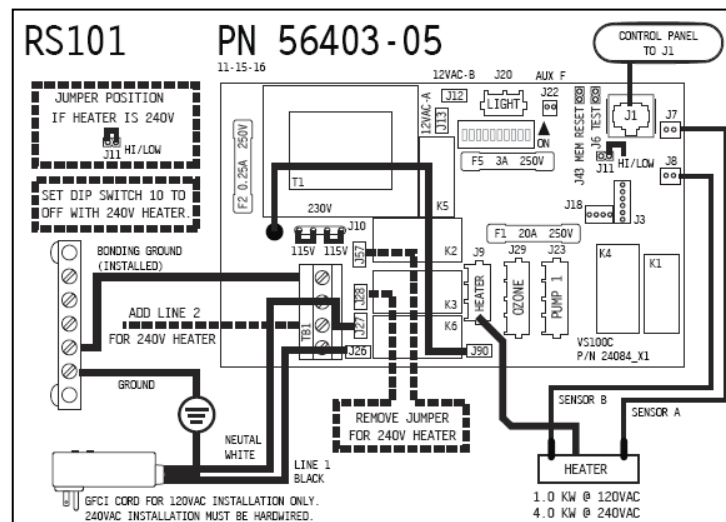 RS101
PN 56403-05
11-15-16
CONTROL PANEL
TO J1
JUMPER POSITION
IF HEATER IS 240V
J11
HI/LOW
SET DIP SWITCH 10 TO
OFF WITH 240V HEATER.
12VAC-B
J12
12VAC-A
J13
J20
LIGHT
AUX F
J22
ON
F5 3A 250V
J43 MEM RESET
J6 TEST
J1
J7
J11
HI/LOW
J8
J18
J3
F2 0.25A 250V
T1
K5
230V
J10
115V 115V
F1 20A 250V
BONDING GROUND
(INSTALLED)
J57
K2
J9
HEATER
J29
OZONE
J23
PUMP 1
K4
K1
J28
K3
ADD LINE 2
FOR 240V HEATER
TB1
J27
K6
J26
J90
VS100C
P/N 24084_X1
GROUND
REMOVE JUMPER
FOR 240V HEATER
SENSOR B
SENSOR A
NEUTAL
WHITE
LINE 1
BLACK
HEATER
GFCI CORD FOR 120VAC INSTALLATION ONLY.
240VAC INSTALLATION MUST BE HARDWIRED.
1.0 KW @ 120VAC
4.0 KW @ 240VAC